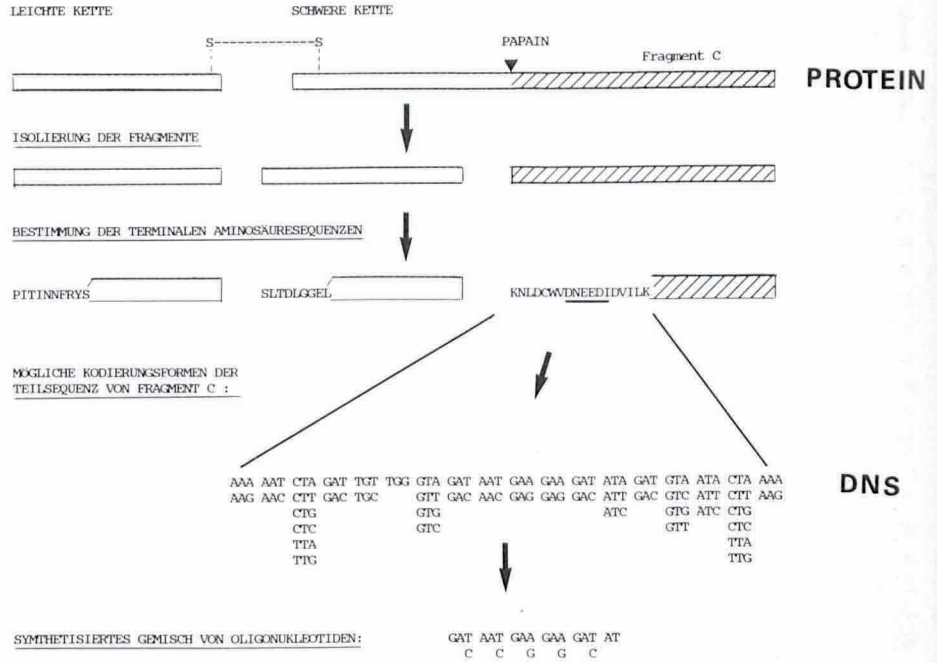 LEICHTE KETTE SCHWERE KETTE
S-------------S
PAPAIN
Fragment C
PROTEIN
ISOLIERUNG DER FRAGMENTE
BESTIMMUNG DER TERMINALEN AMINOSÄURESEQUENZEN
PITINNFRYS SLTDLGGEL KNLDCWVDNEEDIDVILK
MÖGLICHE KODIERUNGSFORMEN DER
TEILSEQUENZ VON FRAGMENT C :
AAA AAT CTA GAT TGT TGG GTA GAT AAT GAA GAA GAT ATA GAT GTA ATA CTA AAA
AAG AAC CTT GAC TGC GTT GAC AAC GAG GAG GAC ATT GAC GTC ATT CTT AAG
CTG GTG ATC GTG ATC CTG
CTC GTC GTT CTC
TTA TTA
TTG TTG
DNS
SYMTHETISIERTES GEMISCH VON OLIGONUKLEOTIDEN: GAT AAT GAA GAA GAT AT
C C G G C